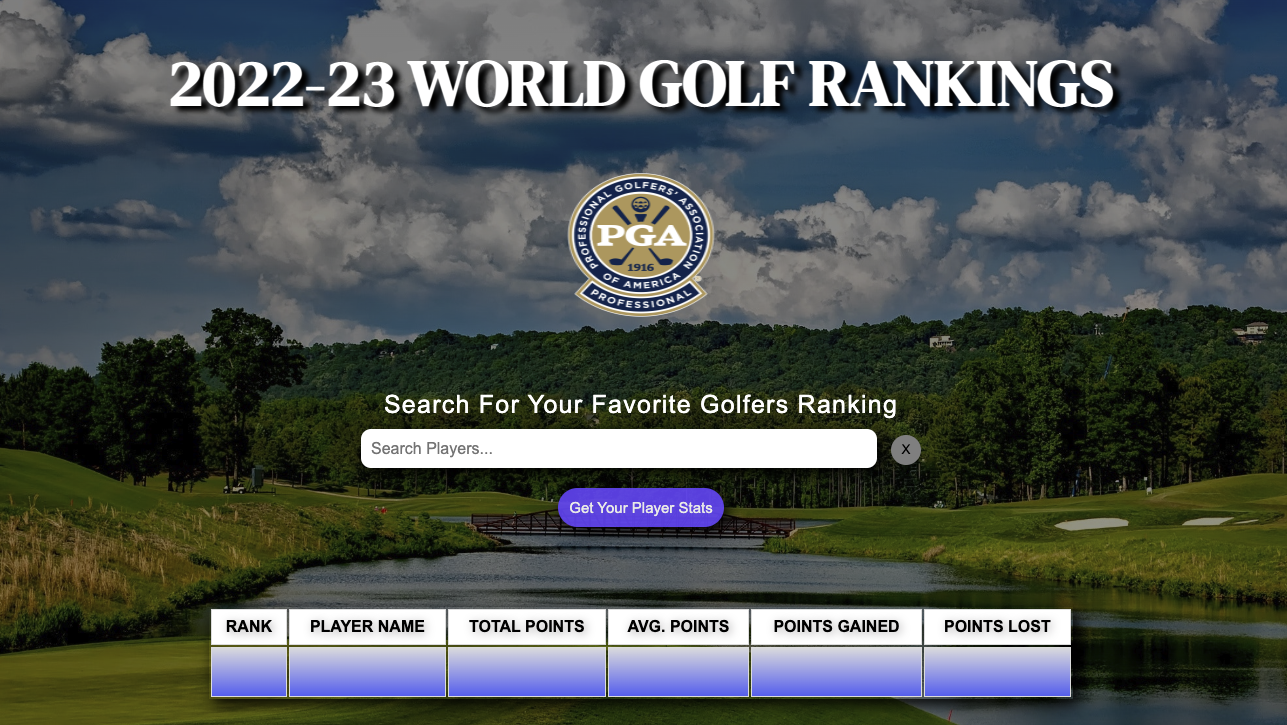 2022-23 WORLD GOLF RANKINGS
PROFESSIONAL GOLFERS' ASSOCIATION
PGA
1916
OF AMERICA
PROFESSIONAL
Search For Your Favorite Golfers Ranking
Search Players... X
Get Your Player Stats
RANK PLAYER NAME TOTAL POINTS AVG. POINTS POINTS GAINED POINTS LOST